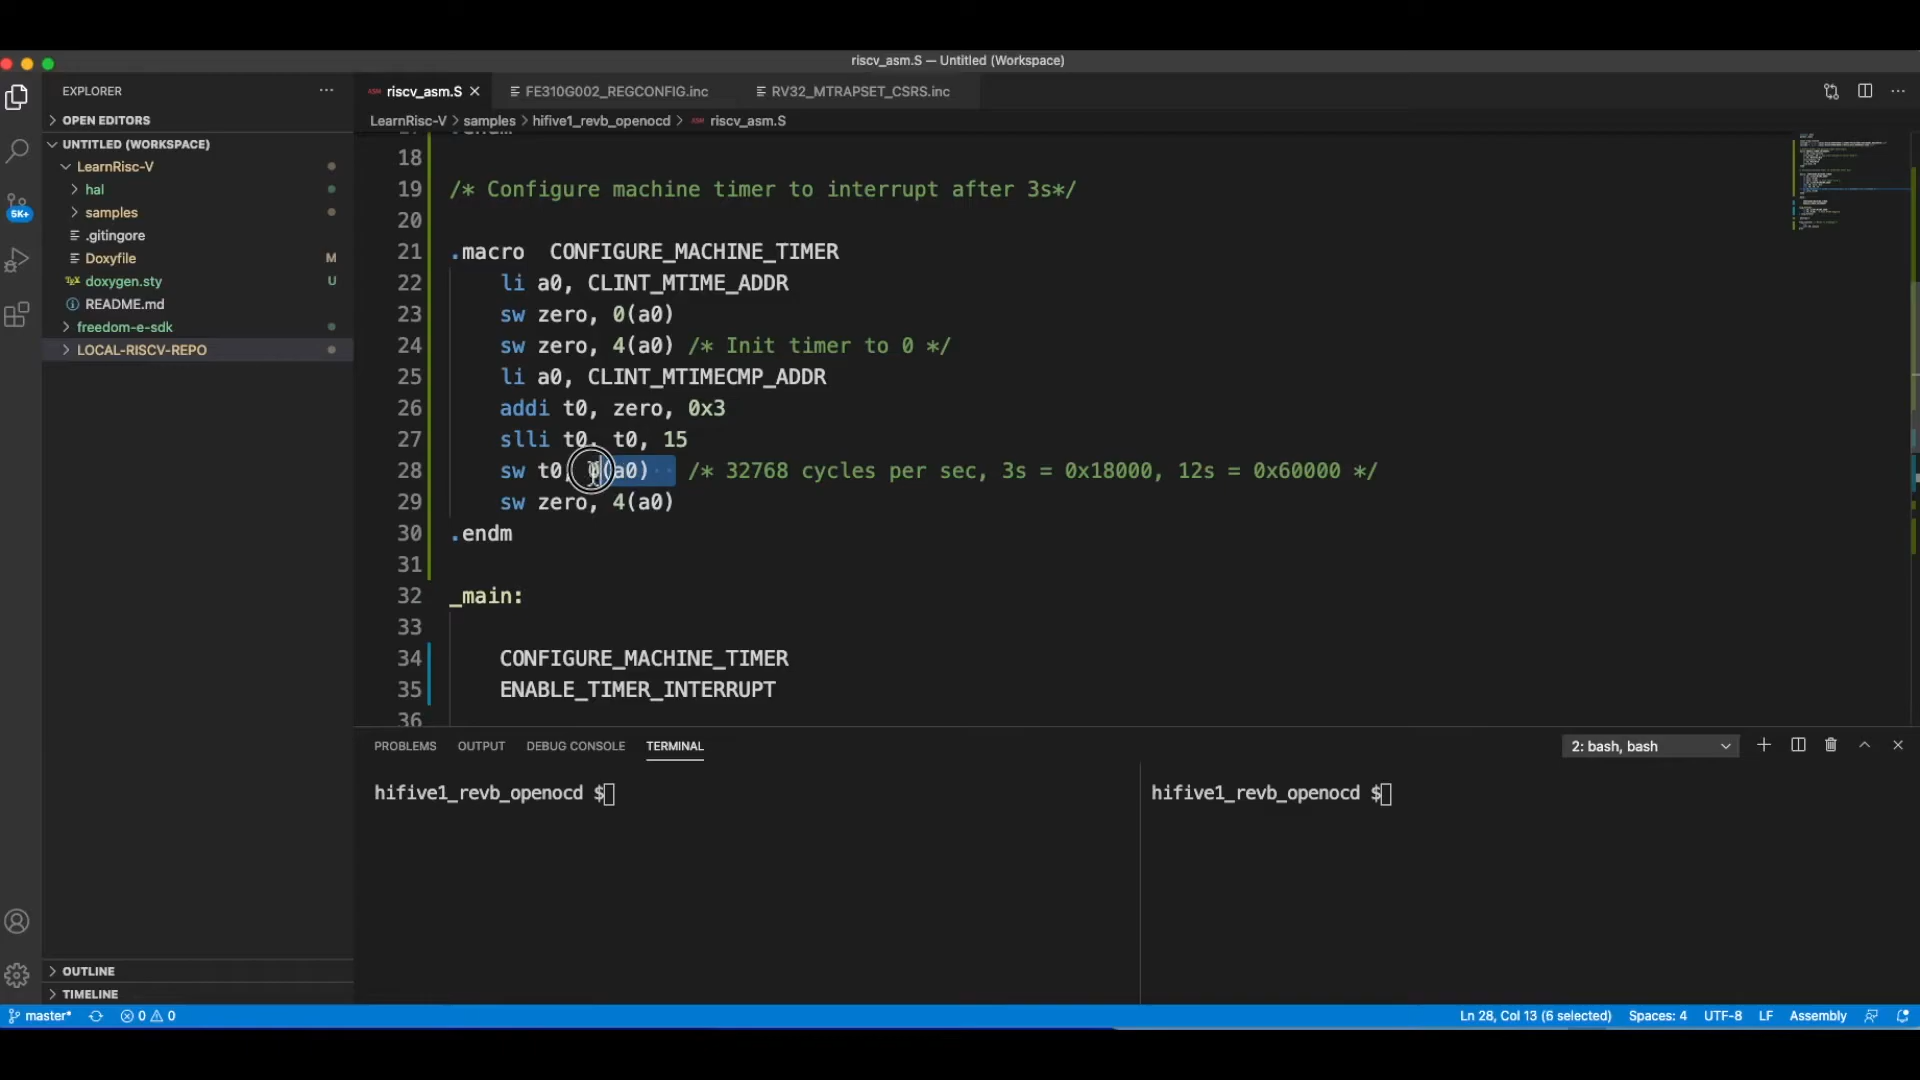 riscv_asm.S — Untitled (Workspace)
EXPLORER
riscv_asm.S
FE310G002_REGCONFIG.inc
RV32_MTRAPSET_CSRS.inc
OPEN EDITORS
LearnRisc-V > samples > hifive1_revb_openocd > riscv_asm.S
UNTITLED (WORKSPACE)
LearnRisc-V
hal
samples
.gitingore
Doxyfile M
doxygen.sty U
README.md
freedom-e-sdk
LOCAL-RISCV-REPO
5K+
18
19 /* Configure machine timer to interrupt after 3s*/
20
21 .macro CONFIGURE_MACHINE_TIMER
22 li a0, CLINT_MTIME_ADDR
23 sw zero, 0(a0)
24 sw zero, 4(a0) /* Init timer to 0 */
25 li a0, CLINT_MTIMECMP_ADDR
26 addi t0, zero, 0x3
27 slli t0, t0, 15
28 sw t0, 0(a0) /* 32768 cycles per sec, 3s = 0x18000, 12s = 0x60000 */
29 sw zero, 4(a0)
30 .endm
31
32 _main:
33
34 CONFIGURE_MACHINE_TIMER
35 ENABLE_TIMER_INTERRUPT
36
PROBLEMS OUTPUT DEBUG CONSOLE TERMINAL
2: bash, bash
hifive1_revb_openocd $
hifive1_revb_openocd $
OUTLINE
TIMELINE
master* 0 0
Ln 28, Col 13 (6 selected) Spaces: 4 UTF-8 LF Assembly